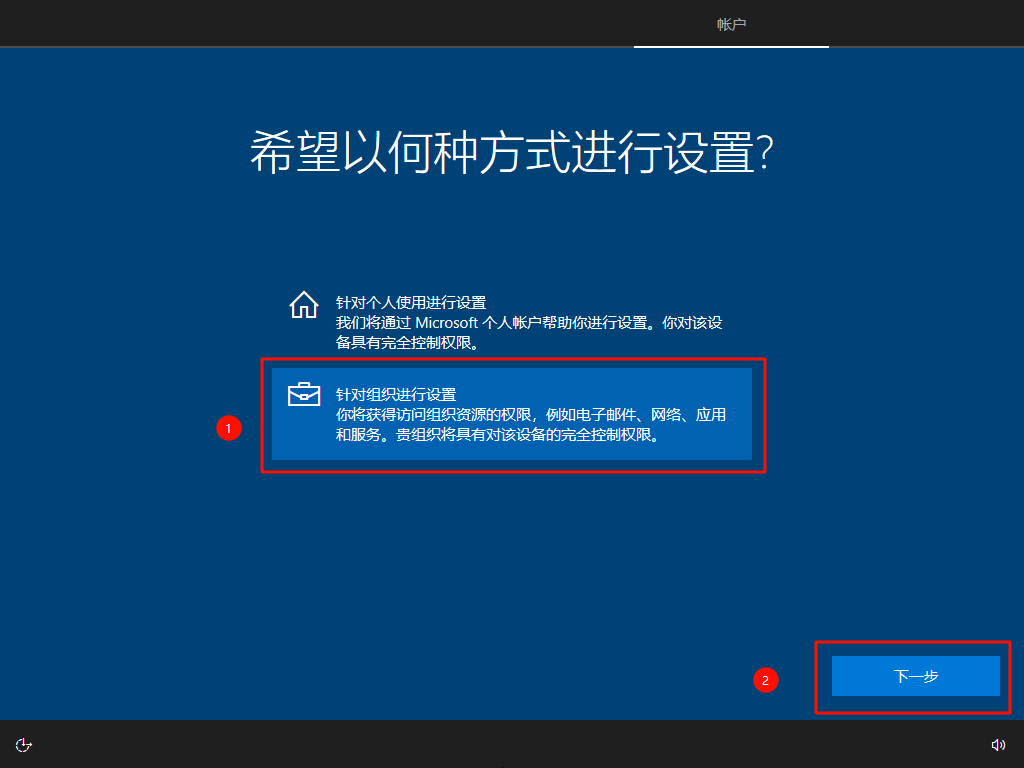 帐户
希望以何种方式进行设置?
针对个人使用进行设置
我们将通过 Microsoft 个人帐户帮助你进行设置。你对该设
备具有完全控制权限。
针对组织进行设置
你将获得访问组织资源的权限，例如电子邮件、网络、应用
和服务。贵组织将具有对该设备的完全控制权限。
1
下一步
2